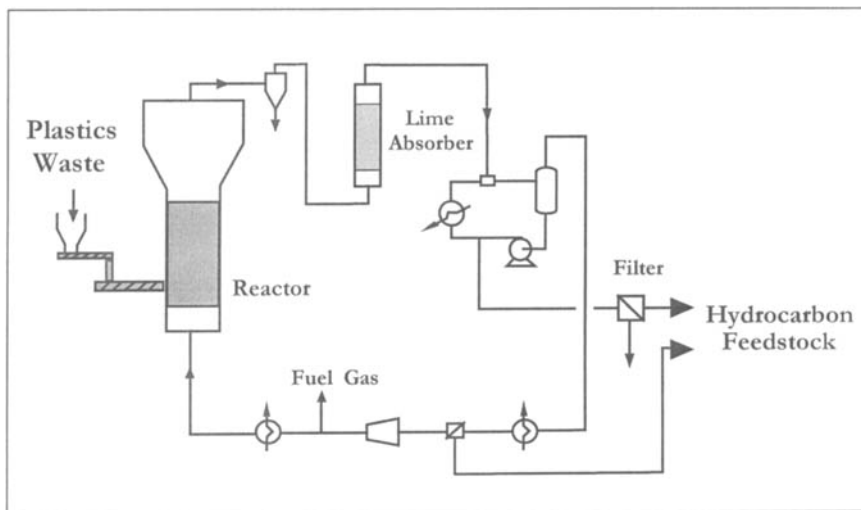 Plastics
Waste
Lime
Absorber
Reactor
Filter
Hydrocarbon
Feedstock
Fuel Gas